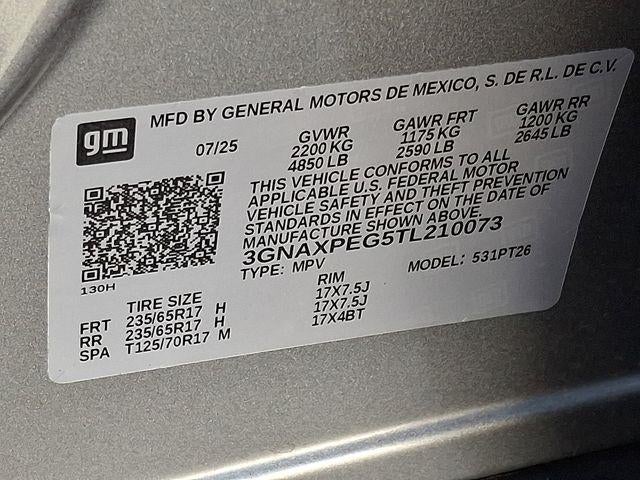 gm
MFD BY GENERAL MOTORS DE MEXICO, S. DE R.L. DE C.V.
07/25 GVWR GAWR FRT GAWR RR
2200 KG 1175 KG 1200 KG
4850 LB 2590 LB 2645 LB
THIS VEHICLE CONFORMS TO ALL
APPLICABLE U.S. FEDERAL MOTOR
VEHICLE SAFETY AND THEFT PREVENTION
STANDARDS IN EFFECT ON THE DATE OF
MANUFACTURE SHOWN ABOVE.
3GNAXPEG5TL210073
TYPE: MPV MODEL: 531PT26
130H
TIRE SIZE RIM
FRT 235/65R17 H 17X7.5J
RR 235/65R17 H 17X7.5J
SPA T125/70R17 M 17X4BT